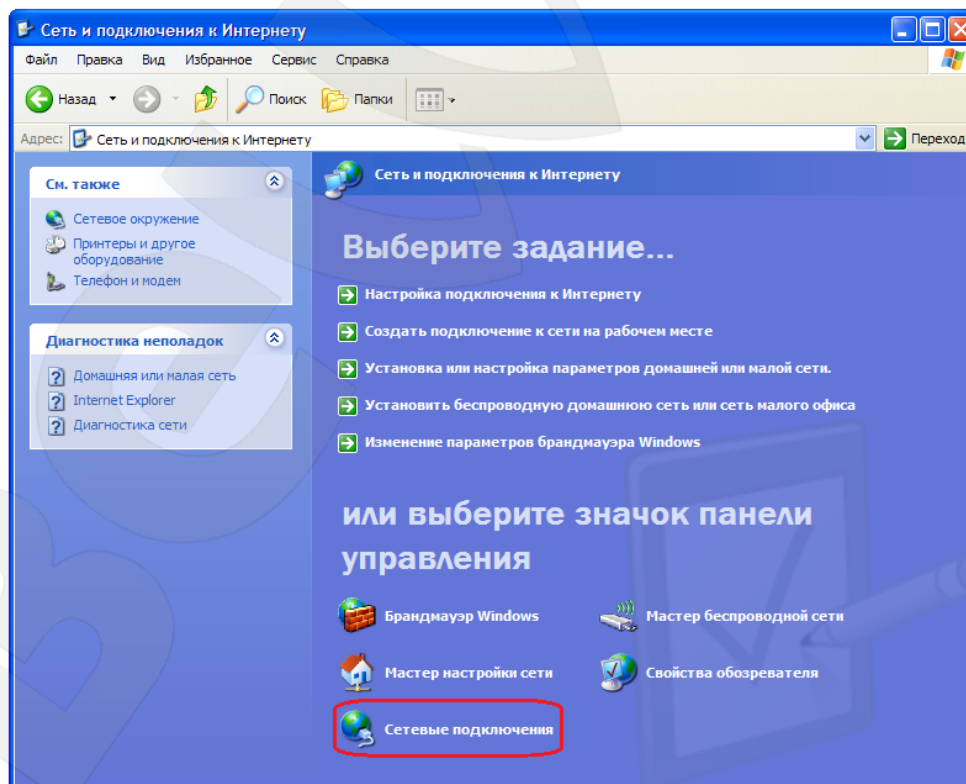 Сеть и подключения к Интернету
Файл Правка Вид Избранное Сервис Справка
Назад Поиск Папки
Адрес: Сеть и подключения к Интернету Переход
См. также
Сетевое окружение
Принтеры и другое
оборудование
Телефон и модем
Диагностика неполадок
Домашняя или малая сеть
Internet Explorer
Диагностика сети
Сеть и подключения к Интернету
Выберите задание...
Настройка подключения к Интернету
Создать подключение к сети на рабочем месте
Установка или настройка параметров домашней или малой сети.
Установить беспроводную домашнюю сеть или сеть малого офиса
Изменение параметров брандмауэра Windows
или выберите значок панели
управления
Брандмауэр Windows Мастер беспроводной сети
Мастер настройки сети Свойства обозревателя
Сетевые подключения